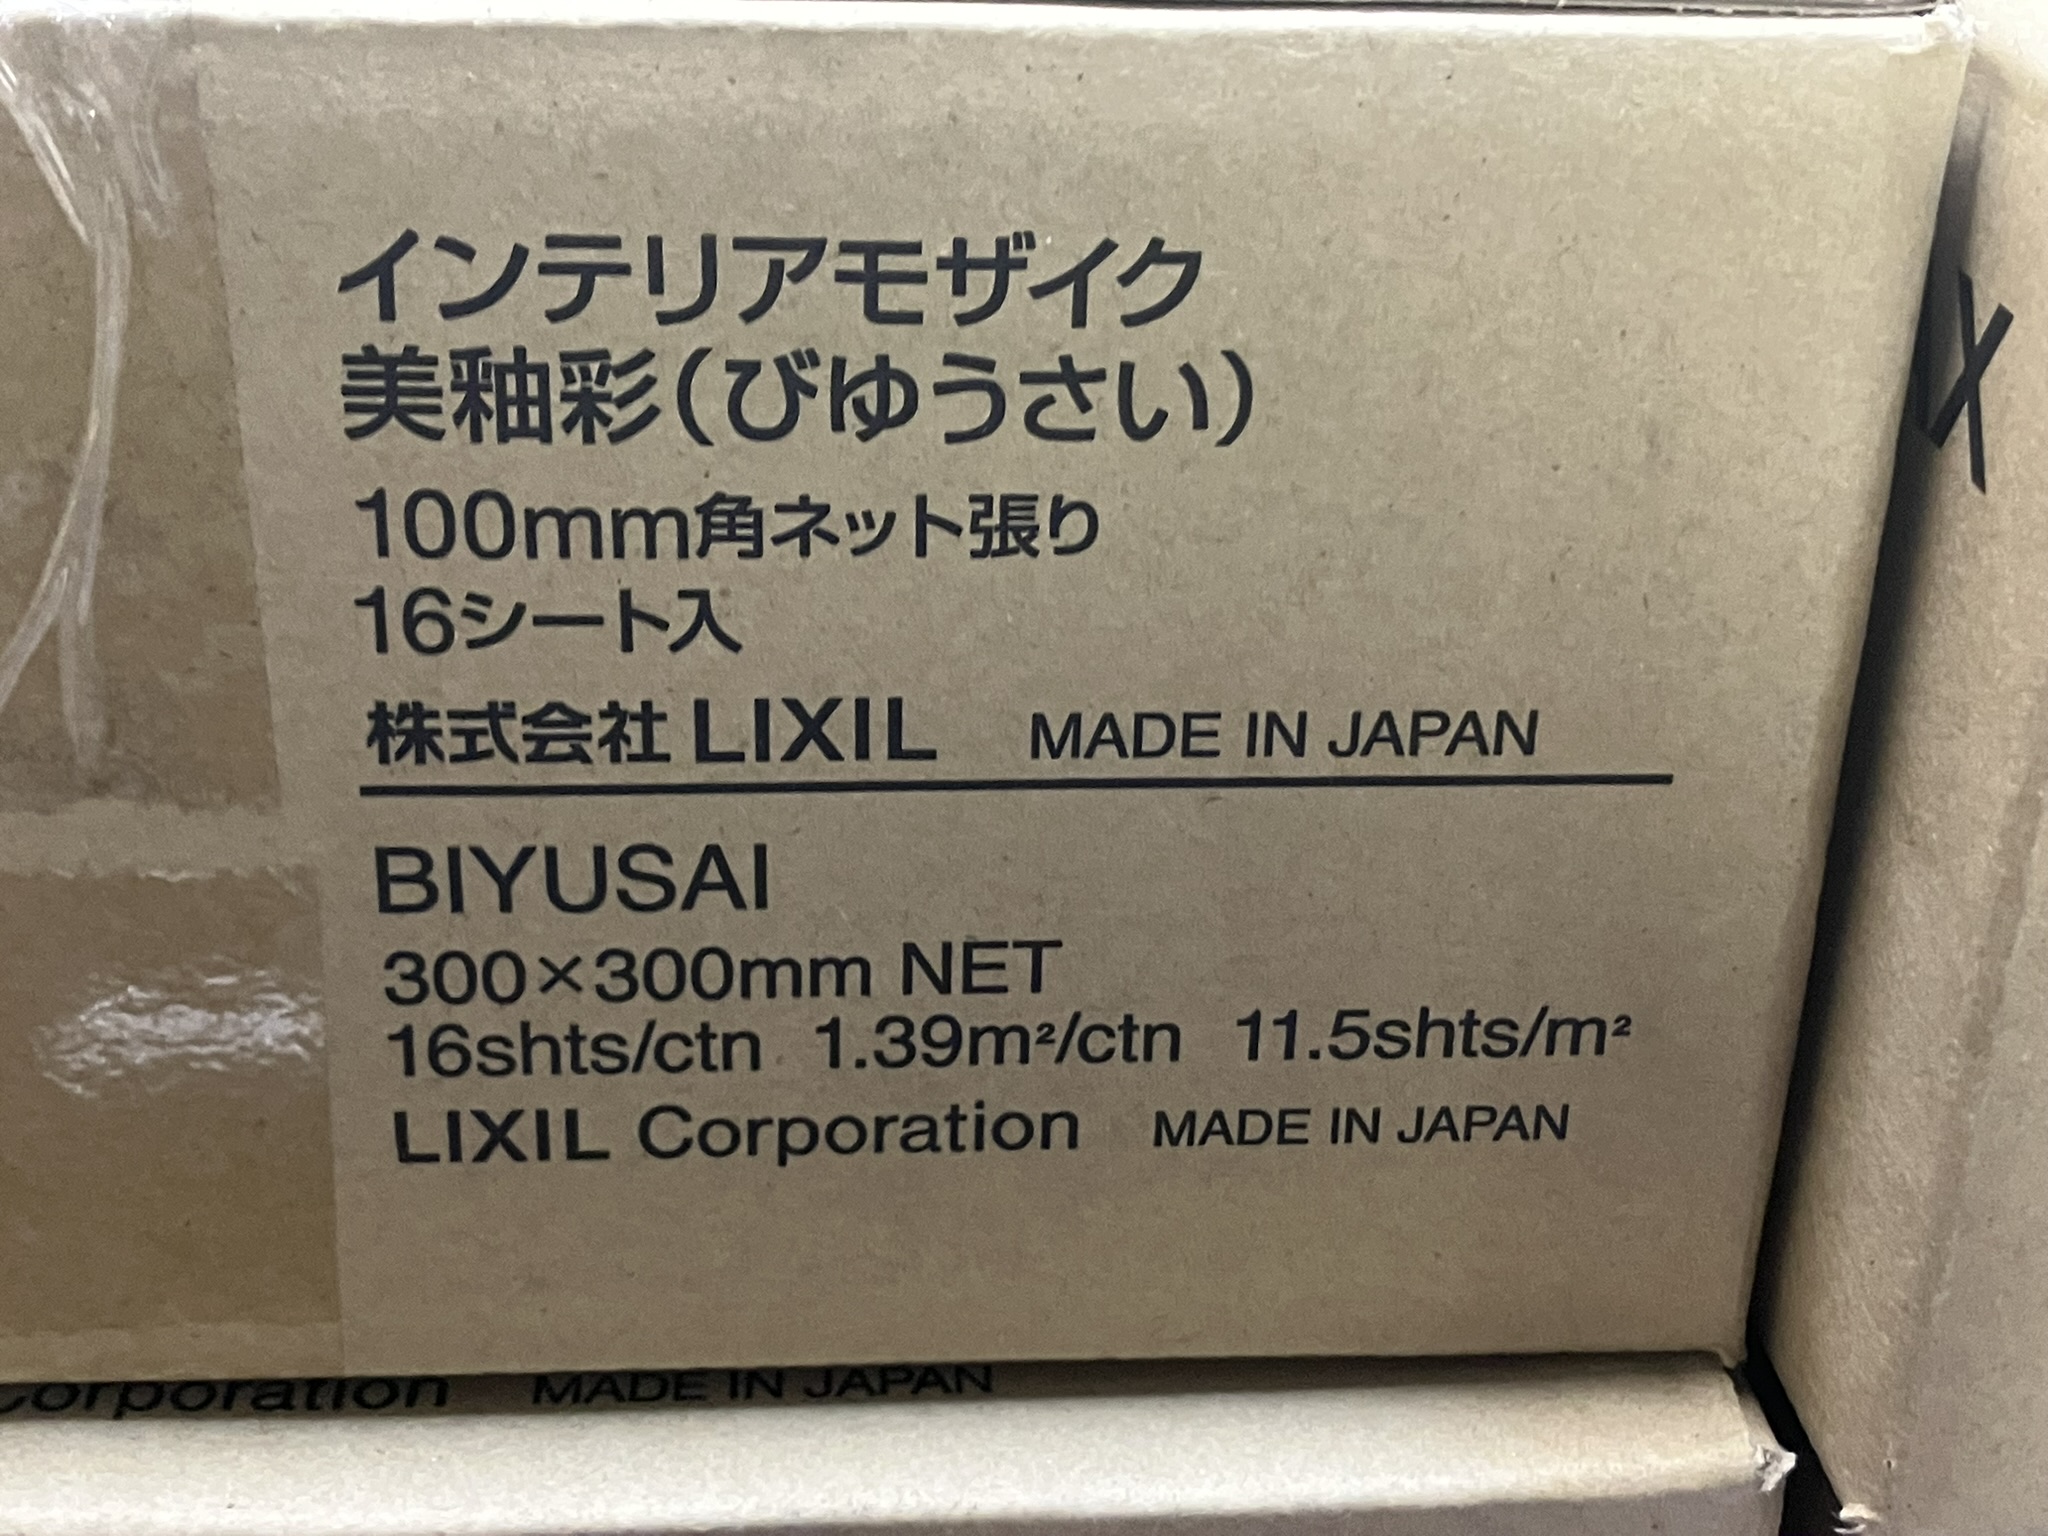 インテリアモザイク
美釉彩(びゆうさい)
100mm角ネット張り
16シート入
株式会社 LIXIL MADE IN JAPAN
BIYUSAI
300×300mm NET
16shts/ctn 1.39m²/ctn 11.5shts/m²
LIXIL Corporation MADE IN JAPAN
Corporation MADE IN JAPAN
X